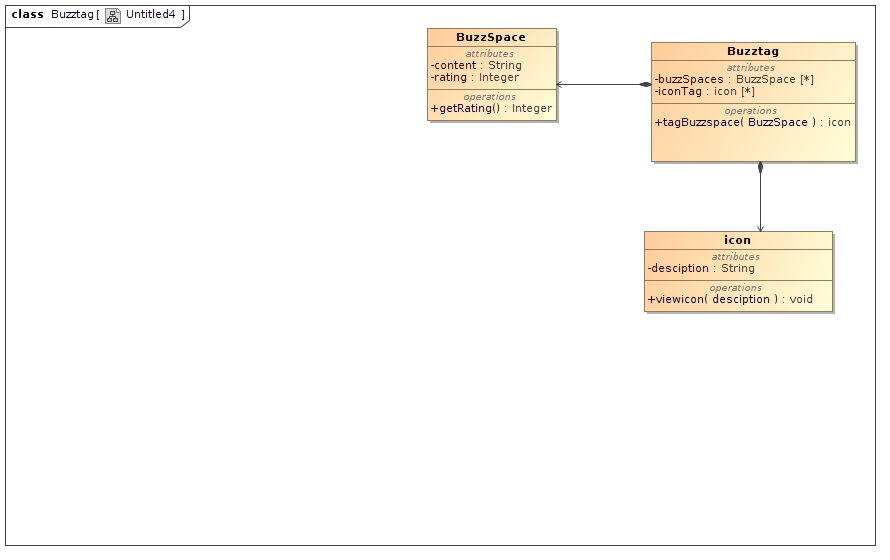 class Buzztag[ Untitled4 ]
BuzzSpace
attributes
-content : String
-rating : Integer
operations
+getRating() : Integer
Buzztag
attributes
-buzzSpaces : BuzzSpace [*]
-iconTag : icon [*]
operations
+tagBuzzspace( BuzzSpace ) : icon
icon
attributes
-desciption : String
operations
+viewicon( desciption ) : void